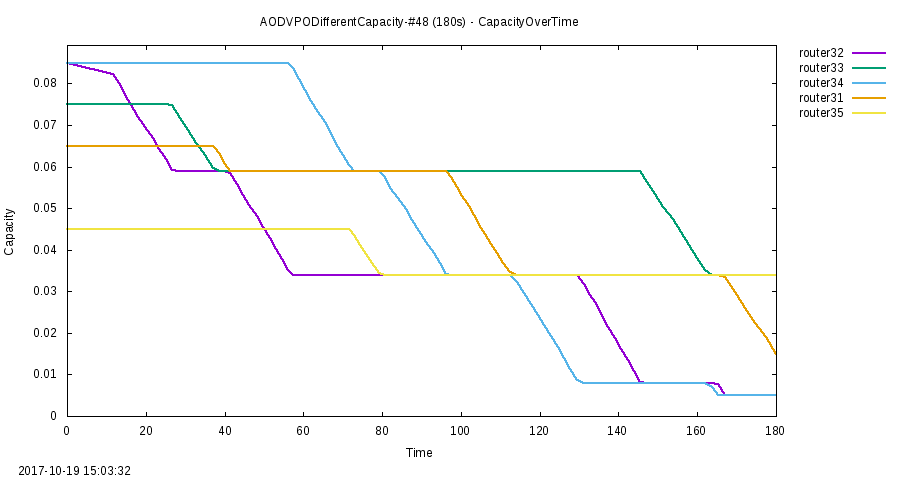 AODVPODifferentCapacity-#48 (180s) - CapacityOverTime
router32
router33
router34
router31
router35
Capacity
0.08
0.07
0.06
0.05
0.04
0.03
0.02
0.01
0
0 20 40 60 80 100 120 140 160 180
Time
2017-10-19 15:03:32